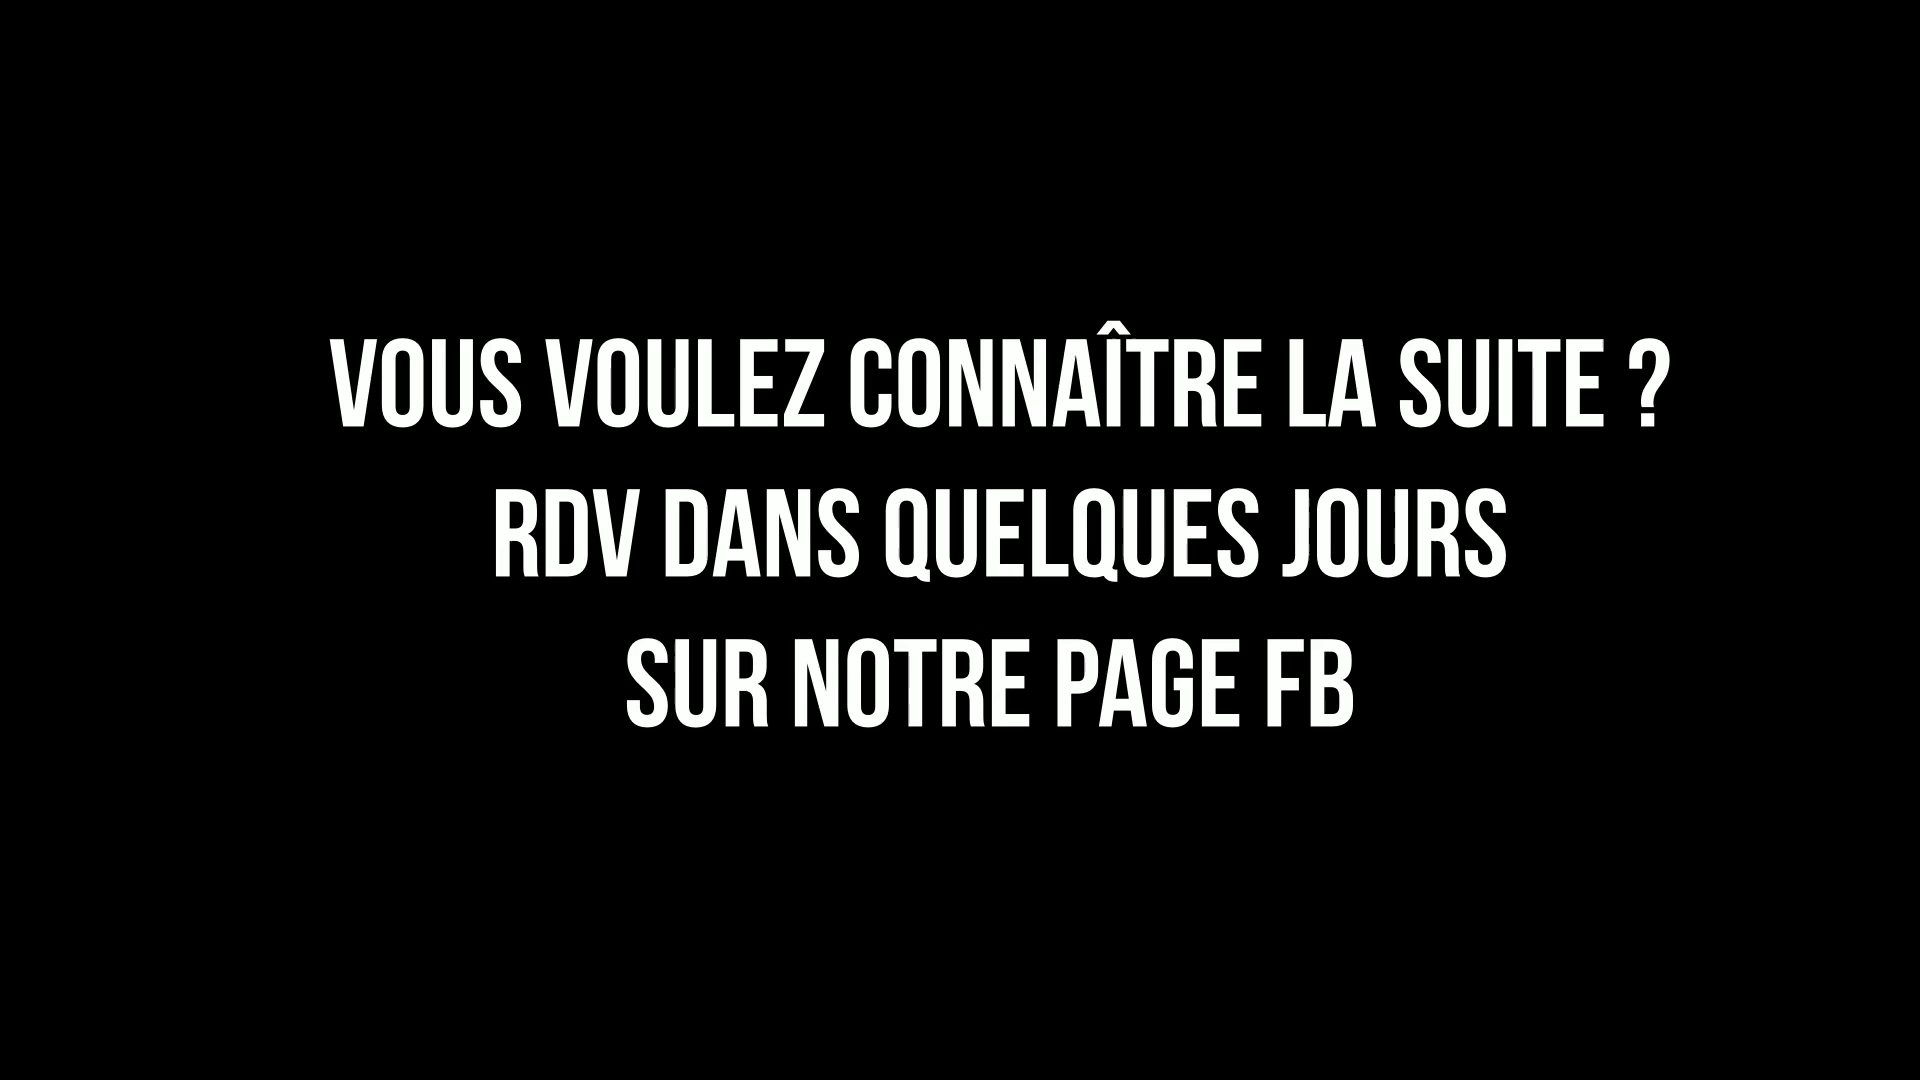 VOUS VOULEZ CONNAÎTRE LA SUITE ?
RDV DANS QUELQUES JOURS
SUR NOTRE PAGE FB